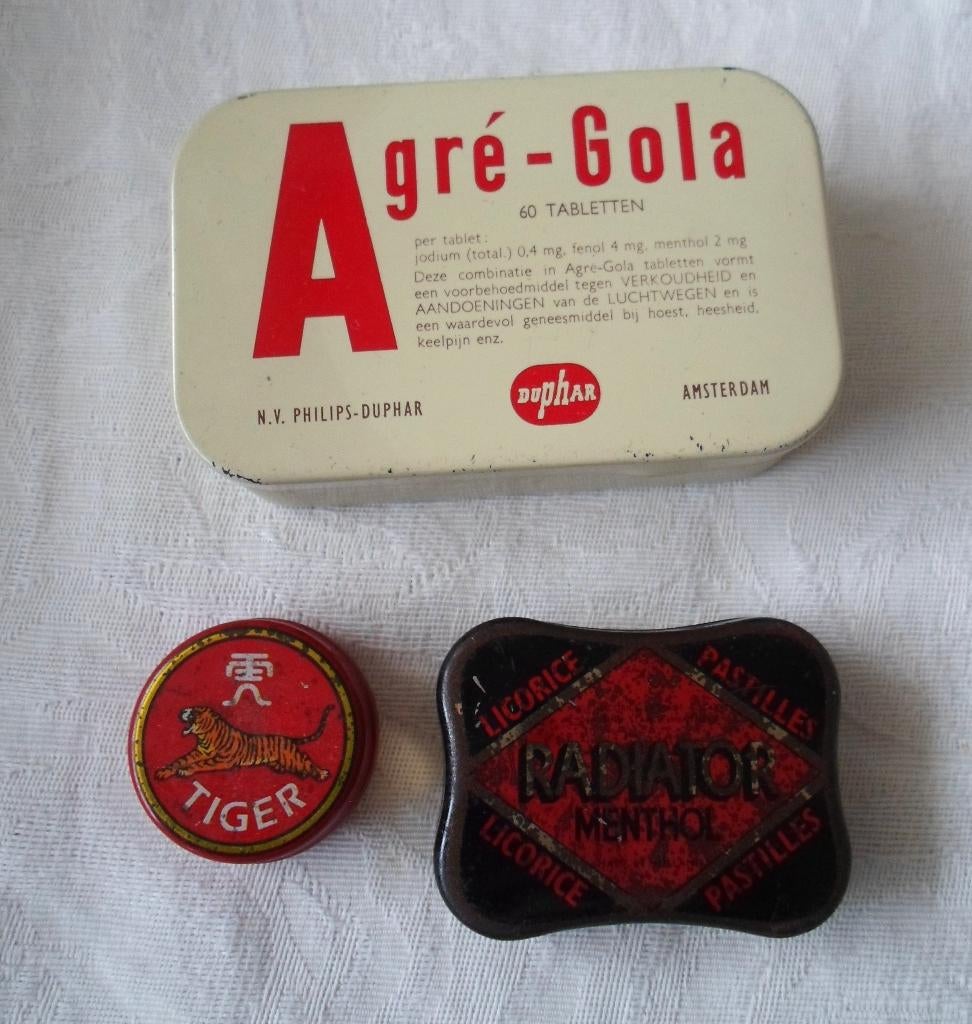 Agré-Gola
60 TABLETTEN
per tablet:
jodium (total.) 0,4 mg, fenol 4 mg, menthol 2 mg
Deze combinatie in Agré-Gola tabletten vormt
een voorbehoedmiddel tegen VERKOUDHEID en
AANDOENINGEN van de LUCHTWEGEN en is
een waardevol geneesmiddel bij hoest, heesheid,
keelpijn enz.
N.V. PHILIPS-DUPHAR
DUphAR
AMSTERDAM
TIGER
LICORICE
PASTILLES
RADIATOR
MENTHOL
LICORICE
PASTILLES